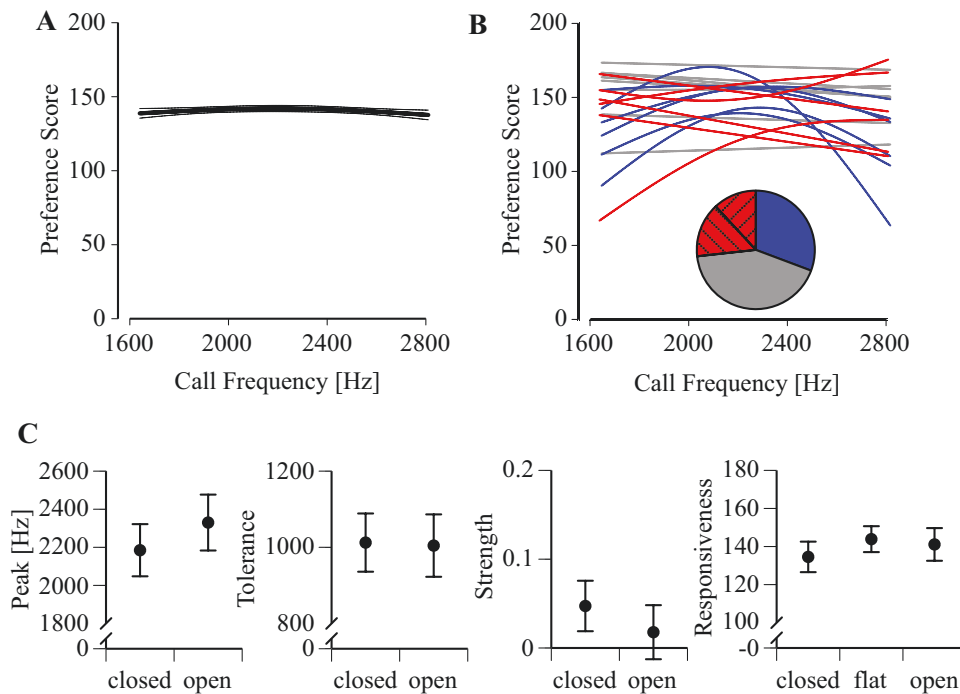 A
200
150
100
50
0
Preference Score
1600
2000
2400
2800
Call Frequency [Hz]
B
200
150
100
50
0
Preference Score
1600
2000
2400
2800
Call Frequency [Hz]
C
2600
2400
2200
2000
1800
0
Peak [Hz]
closed open
1200
1000
800
0
Tolerance
closed open
0.2
0.1
0
Strength
closed open
180
160
140
120
100
-0
Responsiveness
closed flat open